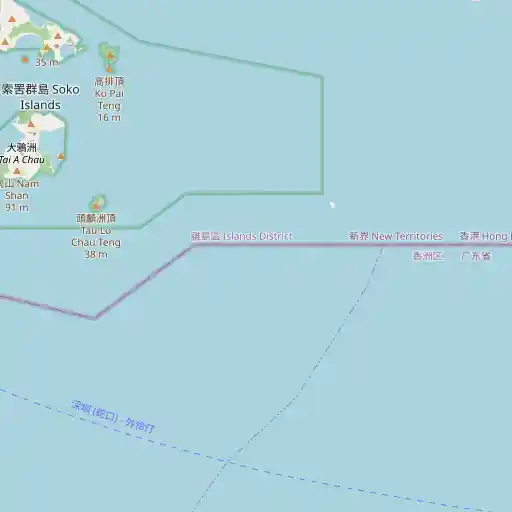 35 m
高排頂
Ko Pai
Teng
16 m
索罟群島 Soko
Islands
大鴉洲
Tai A Chau
南山 Nam
Shan
91 m
頭顱洲頂
Tau Lo
Chau Teng
38 m
離島區 Islands District
新界 New Territories
香港 Hong
香洲区
广东省
深圳 (蛇口) - 外伶仃